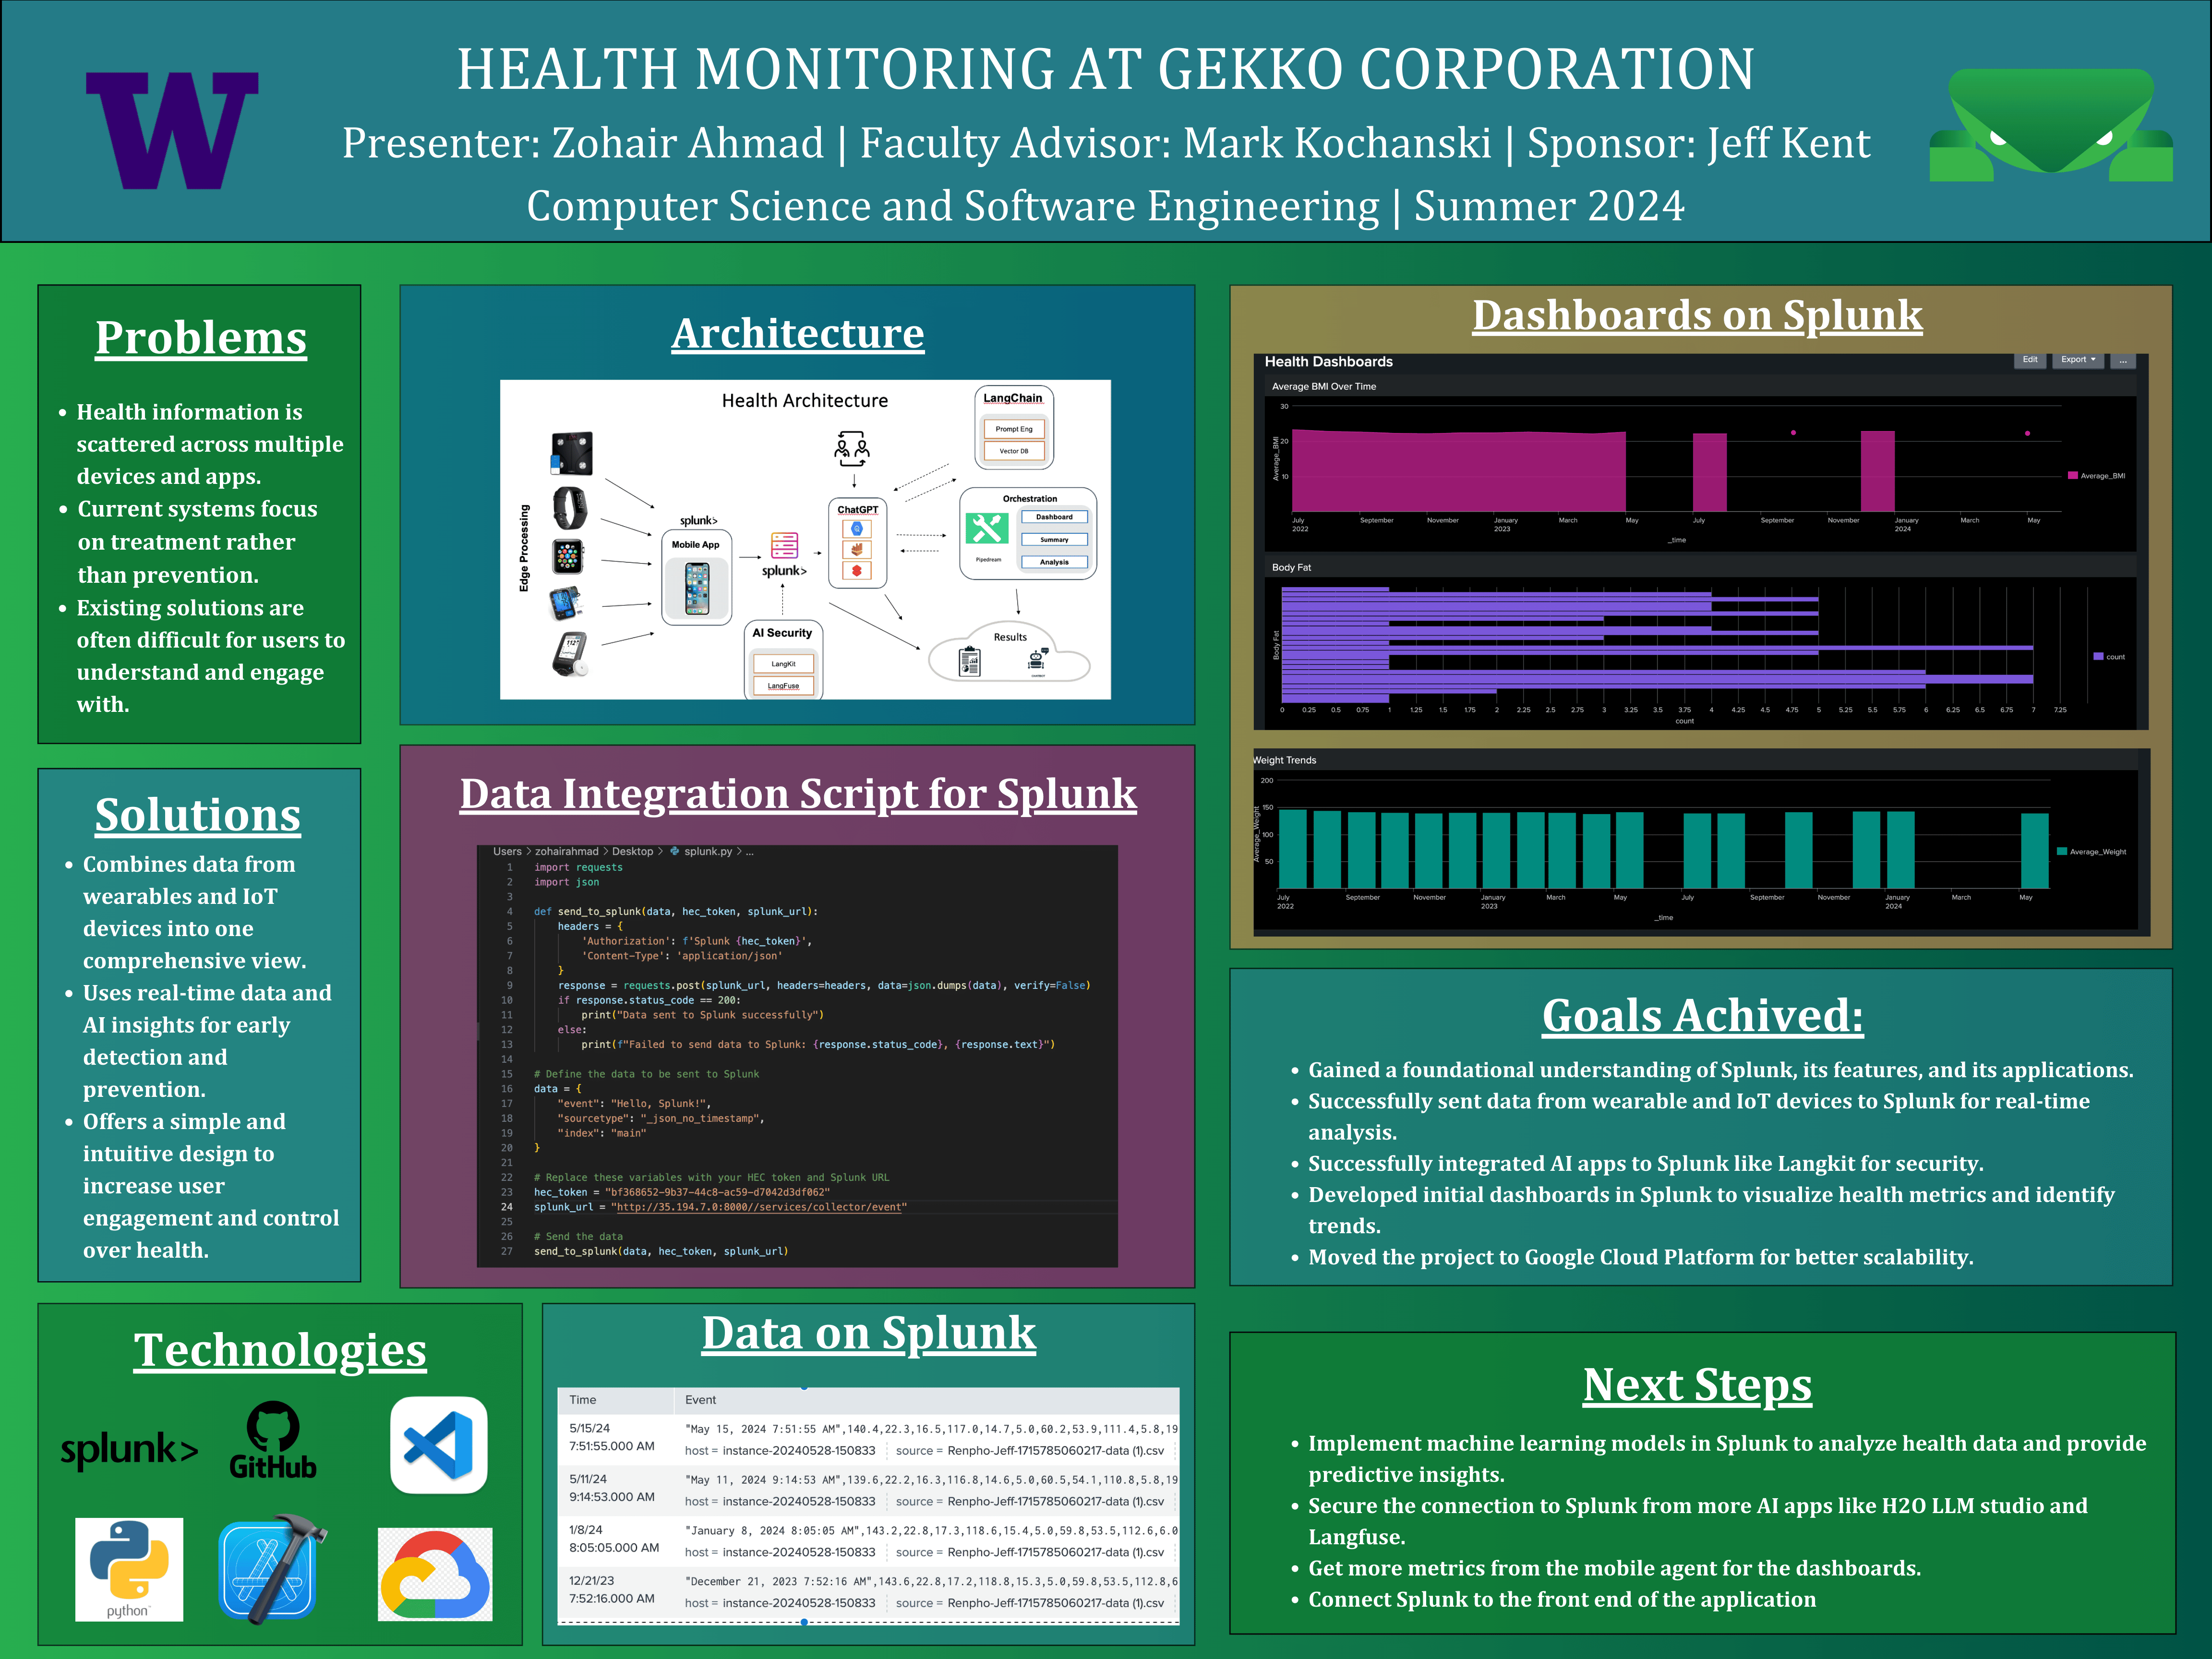 W
HEALTH MONITORING AT GEKKO CORPORATION
Presenter: Zohair Ahmad | Faculty Advisor: Mark Kochanski | Sponsor: Jeff Kent
Computer Science and Software Engineering | Summer 2024
Problems
• Health information is
scattered across multiple
devices and apps.
• Current systems focus
on treatment rather
than prevention.
• Existing solutions are
often difficult for users to
understand and engage
with.
Solutions
• Combines data from
wearables and IoT
devices into one
comprehensive view.
• Uses real-time data and
AI insights for early
detection and
prevention.
• Offers a simple and
intuitive design to
increase user
engagement and control
over health.
Technologies
splunk>
GitHub
python
Architecture
Health Architecture
Edge Processing
splunk>
Mobile App
splunk>
AI Security
LangKit
LangFuse
ChatGPT
LangChain
Prompt Eng
Vector DB
Orchestration
Pipedream
Dashboard
Summary
Analysis
Results
Data Integration Script for Splunk
Users > zohairahmad > Desktop > splunk.py > ...
1 import requests
2 import json
3
4 def send_to_splunk(data, hec_token, splunk_url):
5 headers = {
6 'Authorization': f'Splunk {hec_token}',
7 'Content-Type': 'application/json'
8 }
9 response = requests.post(splunk_url, headers=headers, data=json.dumps(data), verify=False)
10 if response.status_code == 200:
11 print("Data sent to Splunk successfully")
12 else:
13 print(f"Failed to send data to Splunk: {response.status_code}, {response.text}")
14
15 # Define the data to be sent to Splunk
16 data = {
17 "event": "Hello, Splunk!",
18 "sourcetype": "_json_no_timestamp",
19 "index": "main"
20 }
21
22 # Replace these variables with your HEC token and Splunk URL
23 hec_token = "bf368652-9b37-44c8-ac59-d7042d3df062"
24 splunk_url = "http://35.194.7.0:8000//services/collector/event"
25
26 # Send the data
27 send_to_splunk(data, hec_token, splunk_url)
Data on Splunk
Time Event
5/15/24 "May 15, 2024 7:51:55 AM",140.4,22.3,16.5,117.0,14.7,5.0,60.2,53.9,111.4,5.8,19
7:51:55.000 AM host = instance-20240528-150833 source = Renpho-Jeff-1715785060217-data (1).csv
5/11/24 "May 11, 2024 9:14:53 AM",139.6,22.2,16.3,116.8,14.6,5.0,60.5,54.1,110.8,5.8,19
9:14:53.000 AM host = instance-20240528-150833 source = Renpho-Jeff-1715785060217-data (1).csv
1/8/24 "January 8, 2024 8:05:05 AM",143.2,22.8,17.3,118.6,15.4,5.0,59.8,53.5,112.6,6.0
8:05:05.000 AM host = instance-20240528-150833 source = Renpho-Jeff-1715785060217-data (1).csv
12/21/23 "December 21, 2023 7:52:16 AM",143.6,22.8,17.2,118.8,15.3,5.0,59.8,53.5,112.8,6
7:52:16.000 AM host = instance-20240528-150833 source = Renpho-Jeff-1715785060217-data (1).csv
Dashboards on Splunk
Health Dashboards Edit Export ...
Average BMI Over Time
Average_BMI
30
20
10
July September November January March May July September November January March May
2022 2023 2024
_time
Average_BMI
Body Fat
Body Fat
0 0.25 0.5 0.75 1 1.25 1.5 1.75 2 2.25 2.5 2.75 3 3.25 3.5 3.75 4 4.25 4.5 4.75 5 5.25 5.5 5.75 6 6.25 6.5 6.75 7 7.25
count
count
Weight Trends
Average_Weight
200
150
100
50
July September November January March May July September November January March May
2022 2023 2024
_time
Average_Weight
Goals Achived:
• Gained a foundational understanding of Splunk, its features, and its applications.
• Successfully sent data from wearable and IoT devices to Splunk for real-time
analysis.
• Successfully integrated AI apps to Splunk like Langkit for security.
• Developed initial dashboards in Splunk to visualize health metrics and identify
trends.
• Moved the project to Google Cloud Platform for better scalability.
Next Steps
• Implement machine learning models in Splunk to analyze health data and provide
predictive insights.
• Secure the connection to Splunk from more AI apps like H2O LLM studio and
Langfuse.
• Get more metrics from the mobile agent for the dashboards.
• Connect Splunk to the front end of the application